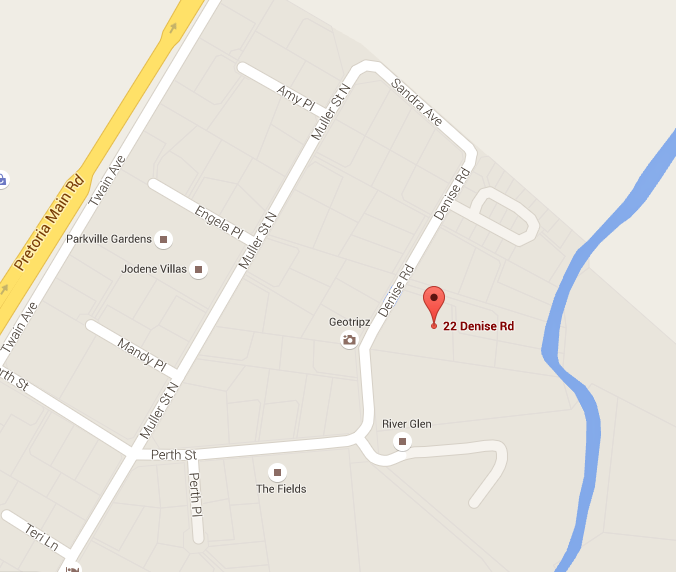 Amy Pl
Muller St N
Sandra Ave
Pretoria Main Rd
Twain Ave
Denise Rd
Engela Pl
Muller St N
Parkville Gardens
Jodene Villas
Denise Rd
Geotripz
22 Denise Rd
Twain Ave
Mandy Pl
rth St
Muller St N
River Glen
Perth St
Perth Pl
The Fields
Teri Ln